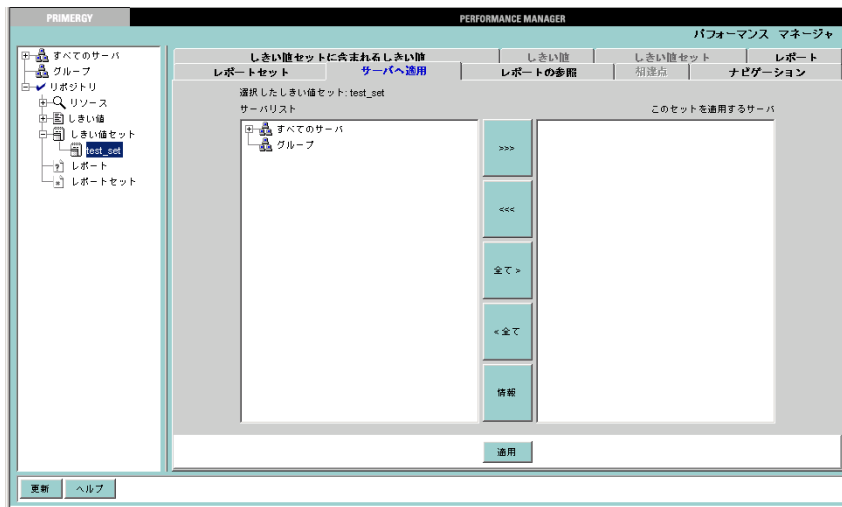 PRIMERGY
PERFORMANCE MANAGER
パフォーマンス マネージャ
すべてのサーバ
グループ
リポジトリ
リソース
しきい値
しきい値セット
test_set
レポート
レポートセット
しきい値セットに含まれるしきい値
しきい値
しきい値セット
レポート
レポートセット
サーバへ適用
レポートの参照
相違点
ナビゲーション
選択したしきい値セット: test_set
サーバリスト
このセットを適用するサーバ
すべてのサーバ
グループ
>>>
<<<
全て >
< 全て
情報
適用
更新
ヘルプ